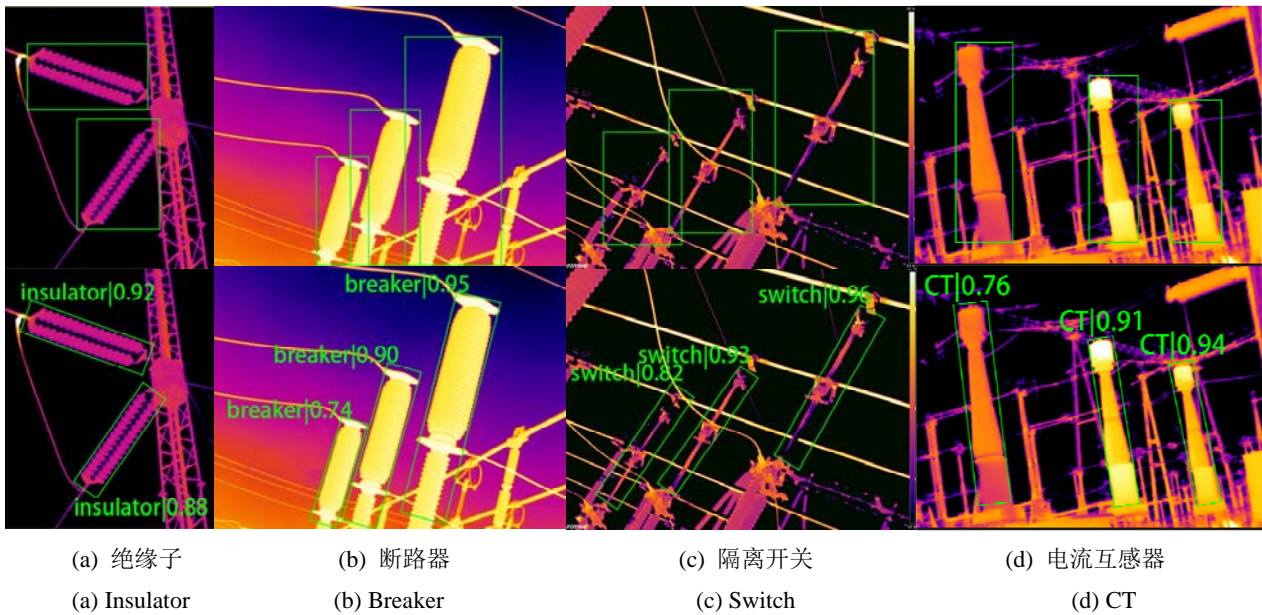 insulator|0.92
insulator|0.88
breaker|0.95
breaker|0.90
breaker|0.74
switch|0.96
switch|0.93
switch|0.82
CT|0.76
CT|0.91
CT|0.94
(a) 绝缘子
(b) 断路器
(c) 隔离开关
(d) 电流互感器
(a) Insulator
(b) Breaker
(c) Switch
(d) CT